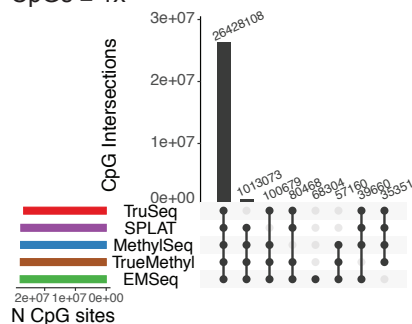 CpGs ≥ 1x
3e+07
2e+07
1e+07
0e+00
CpG Intersections
26428108
1013073
100679
80468
68304
57160
39660
35351
TruSeq
SPLAT
MethylSeq
TrueMethyl
EMSeq
2e+07 1e+07 0e+00
N CpG sites